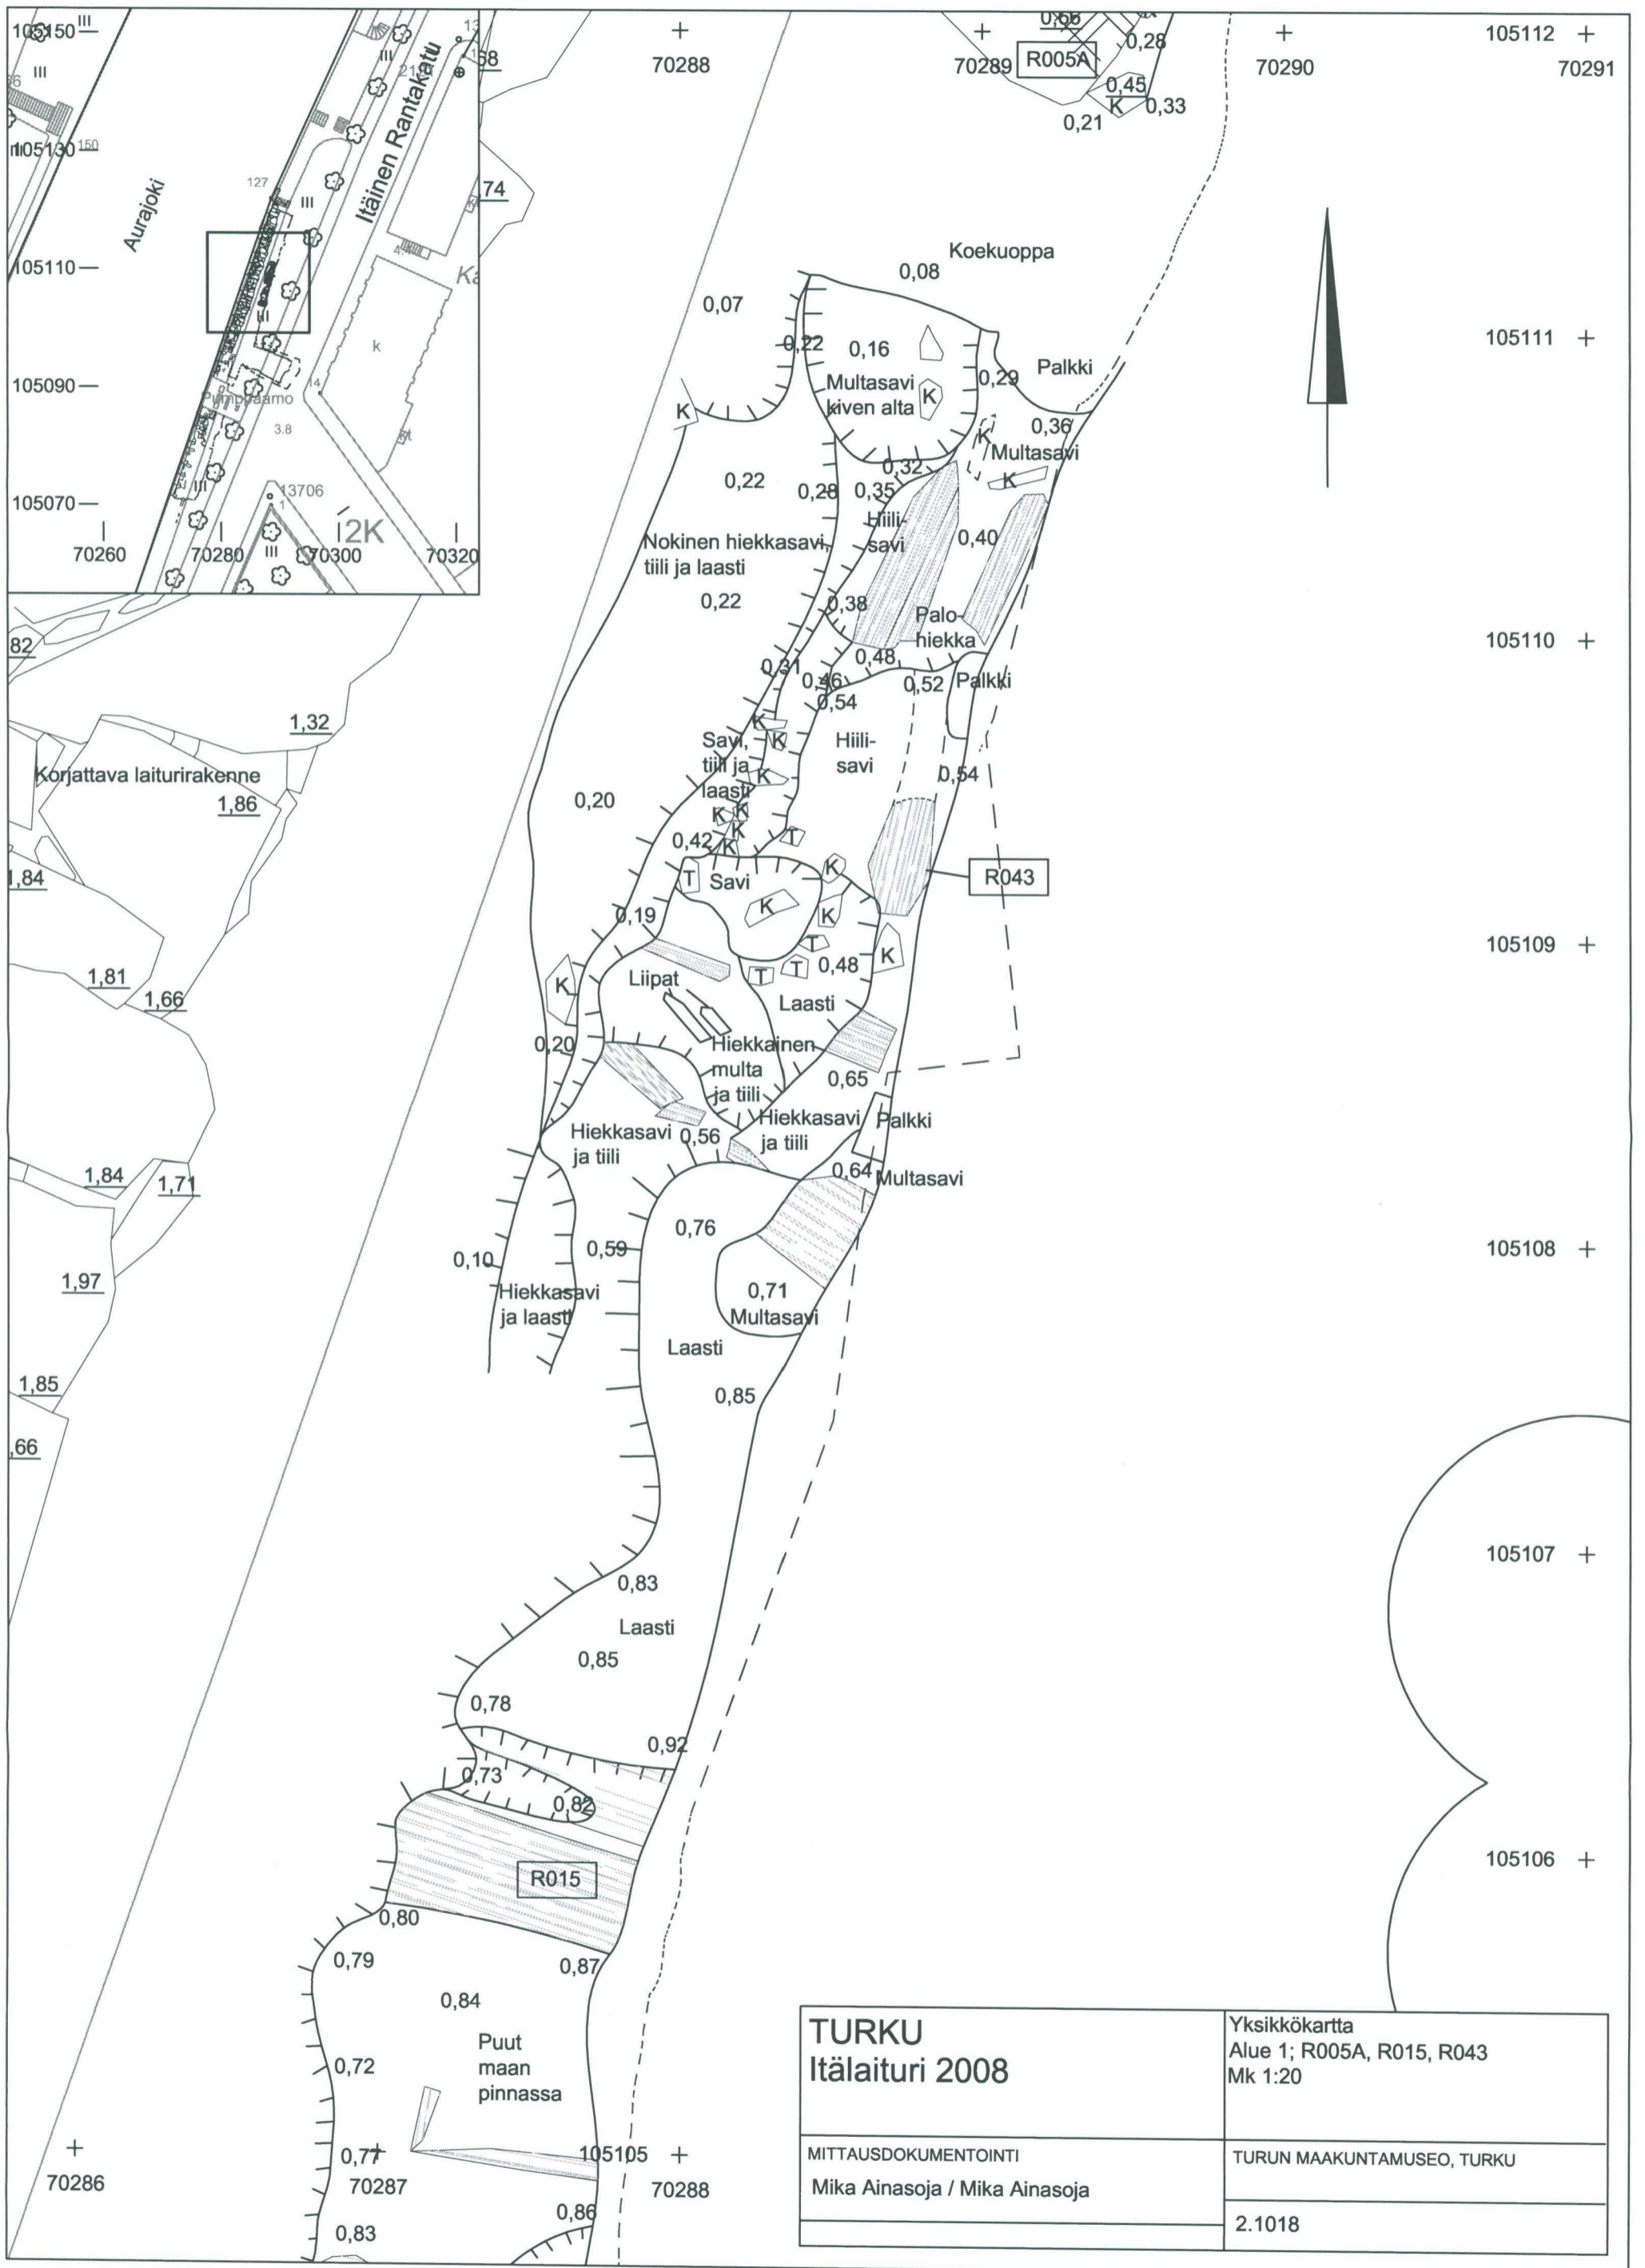 105150
105130
105110
105090
105070
70260
70280
70300
70320
Aurajoki
Itäinen Rantakatu
Pumppaamo
127
150
13706
3.8
14
k
2K
III
III
III
III
III
III
III
68
74
70288
70289
70290
105112
70291
R005A
0,66
0,28
0,45
K
0,33
0,21
Koekuoppa
0,08
0,07
0,22
0,16
Multasavi
kiven alta
K
K
0,29
Palkki
105111
0,36
K
Multasavi
K
0,32
0,22
0,28
0,35
Hiili-
savi
0,40
Nokinen hiekkasavi,
tiili ja laasti
0,22
0,38
Palo-
hiekka
105110
82
0,48
0,31
0,46
0,54
0,52
Palkki
1,32
K
K
Savi,
tiili ja
laasti
K
Hiili-
savi
0,54
Korjattava laiturirakenne
1,86
0,20
K
K
K
K
0,42
T
1,84
T
Savi
K
R043
K
K
0,19
T
T
T
0,48
K
105109
1,81
1,66
K
Liipat
Laasti
0,20
Hiekkainen
multa
ja tiili
0,65
Hiekkasavi
ja tiili
0,56
Hiekkasavi
ja tiili
Palkki
1,84
1,71
0,64
Multasavi
0,76
0,10
0,59
105108
1,97
Hiekkasavi
ja laasti
0,71
Multasavi
Laasti
1,85
0,85
,66
105107
0,83
Laasti
0,85
0,78
0,92
0,73
0,82
105106
R015
0,80
0,79
0,87
0,84
Puut
maan
pinnassa
0,72
0,77
105105
70286
70287
70288
0,86
0,83
TURKU
Itälaituri 2008
Yksikkökartta
Alue 1; R005A, R015, R043
Mk 1:20
MITTAUSDOKUMENTOINTI
Mika Ainasoja / Mika Ainasoja
TURUN MAAKUNTAMUSEO, TURKU
2.1018